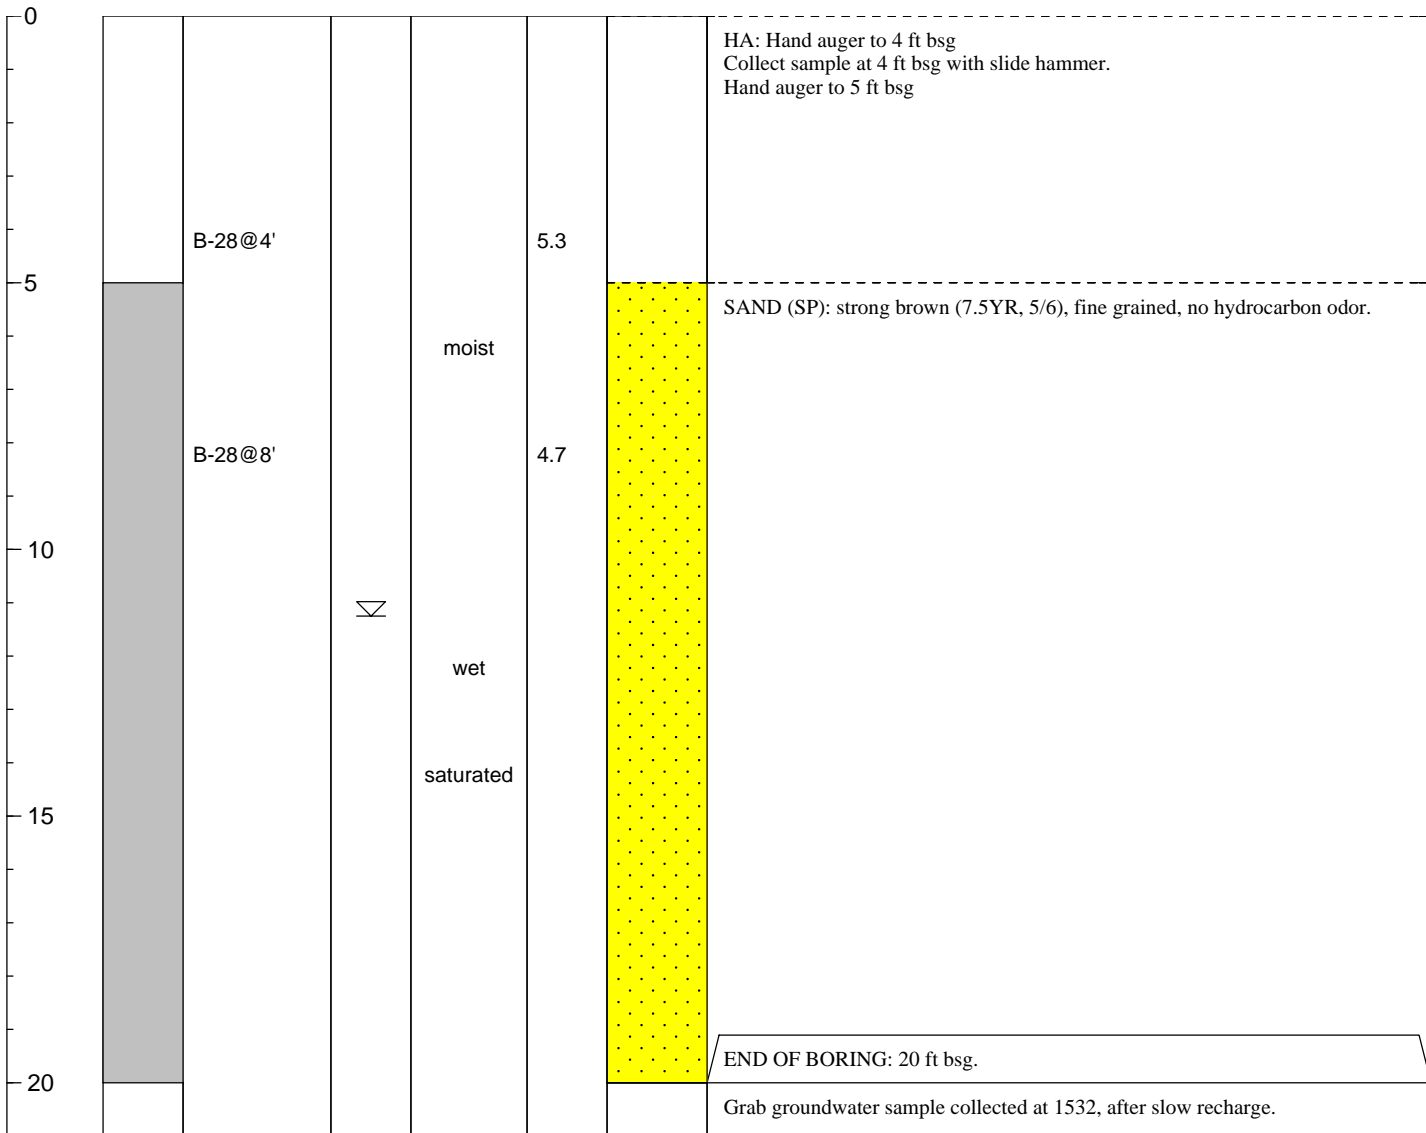 0
HA: Hand auger to 4 ft bsg
Collect sample at 4 ft bsg with slide hammer.
Hand auger to 5 ft bsg
B-28@4' 5.3
5
SAND (SP): strong brown (7.5YR, 5/6), fine grained, no hydrocarbon odor.
moist
B-28@8' 4.7
10
wet
saturated
15
END OF BORING: 20 ft bsg.
20
Grab groundwater sample collected at 1532, after slow recharge.